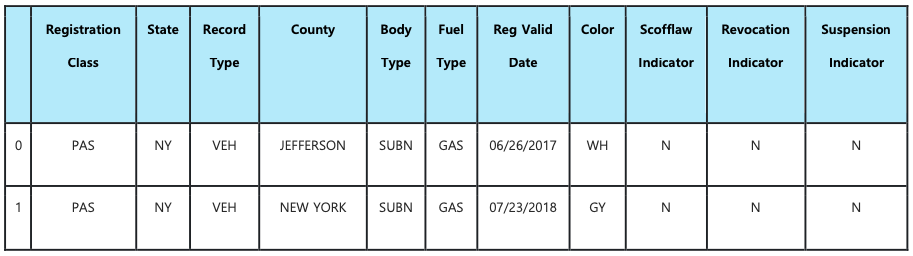 Registration Class State Record Type County Body Type Fuel Type Reg Valid Date Color Scofflaw Indicator Revocation Indicator Suspension Indicator
0 PAS NY VEH JEFFERSON SUBN GAS 06/26/2017 WH N N N
1 PAS NY VEH NEW YORK SUBN GAS 07/23/2018 GY N N N